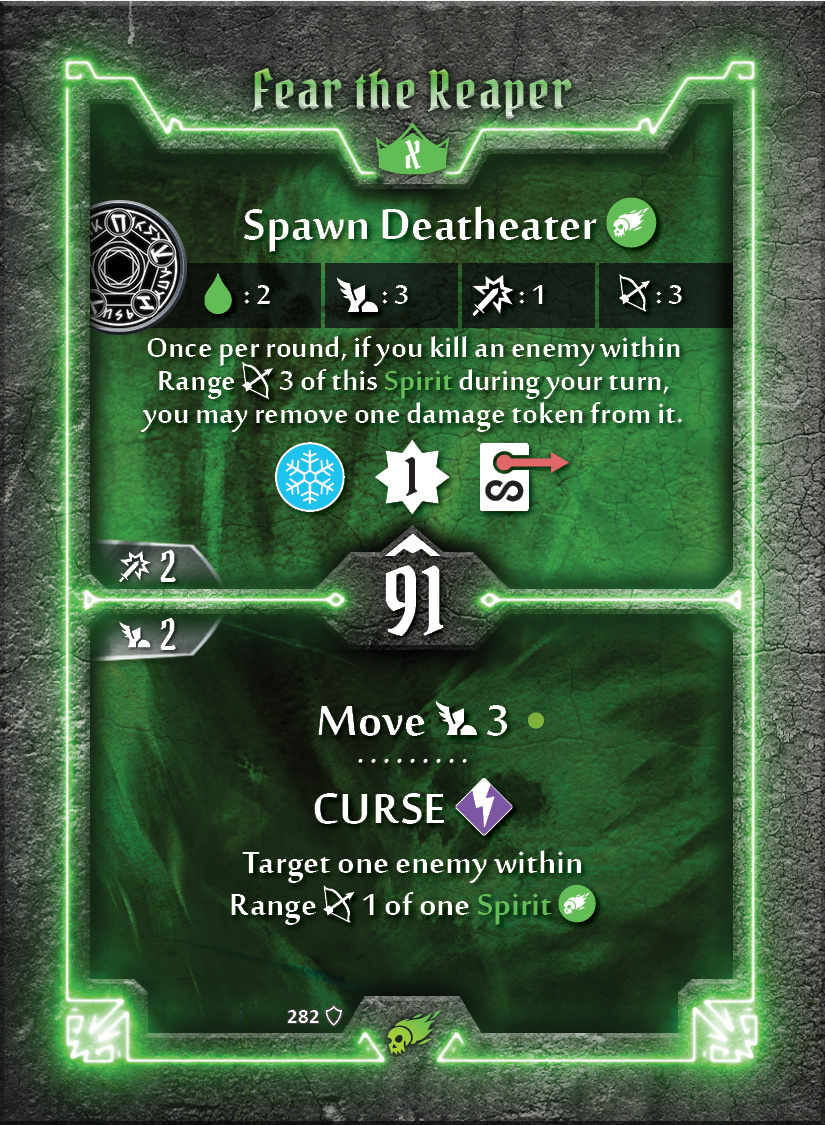 Fear the Reaper
X
Spawn Deatheater
: 2 : 3 : 1 : 3
Once per round, if you kill an enemy within
Range 3 of this Spirit during your turn,
you may remove one damage token from it.
1 S
2
91
2
Move 3
.........
CURSE
Target one enemy within
Range 1 of one Spirit
282